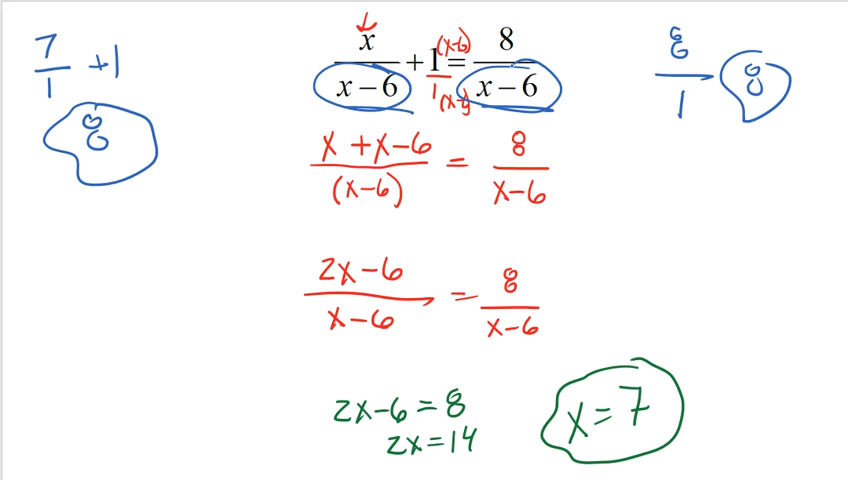 7/1 + 1
8
x/(x − 6) + 1 = 8/(x − 6)
(x-6)
1 (x-6)
8/1 8
(x + x − 6)/(x − 6) = 8/(x − 6)
(2x − 6)/(x − 6) = 8/(x − 6)
2x − 6 = 8
2x = 14
x = 7